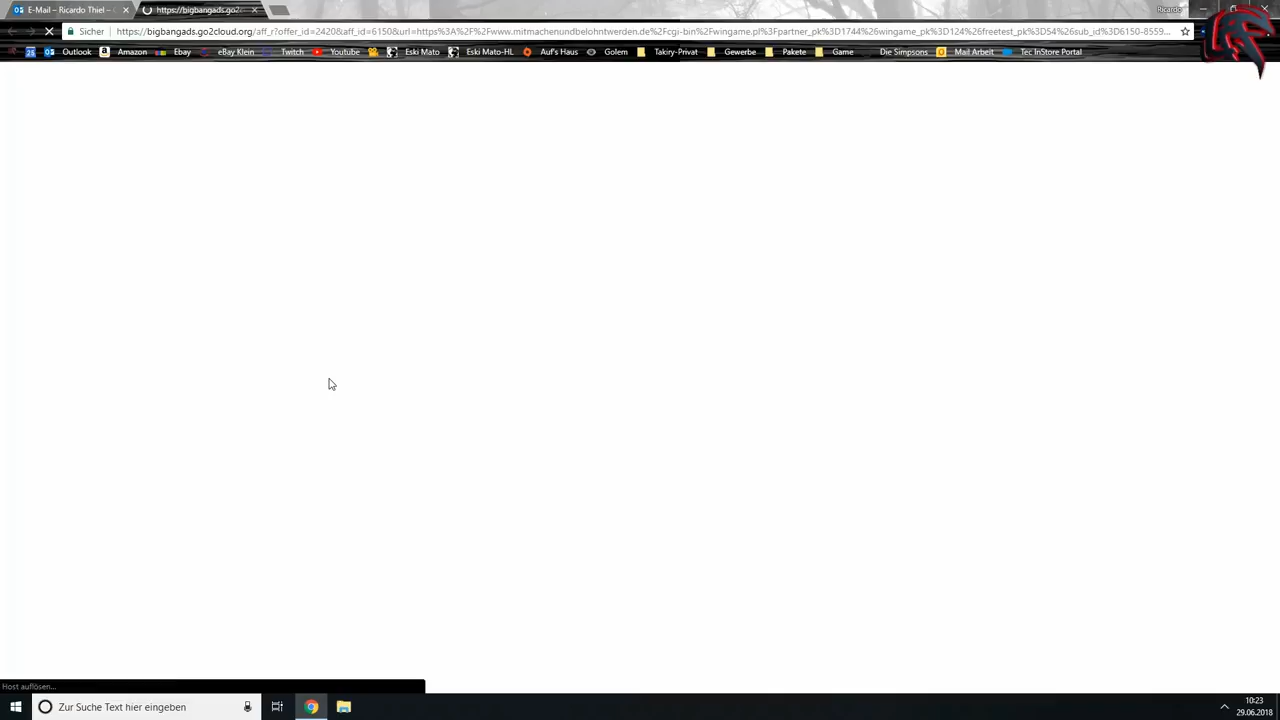 E-Mail – Ricardo Thiel –
https://bigbangads.go2
Ricardo
Sicher
https://bigbangads.go2cloud.org/aff_r?offer_id=24208&aff_id=6150&url=https%3A%2F%2Fwww.mitmachenundbelohntwerden.de%2Fcgi-bin%2Fwingame.pl%3Fpartner_pk%3D1744%26wingame_pk%3D124%26freetest_pk%3D54%26sub_id%3D6150-8559...
25 Outlook Amazon Ebay eBay Klein Twitch Youtube Eski Mato Eski Mato-HL Auf's Haus Golem Takiry-Privat Gewerbe Pakete Game Die Simpsons Mail Arbeit Tec InStore Portal
Host auflösen...
Zur Suche Text hier eingeben
10:23
29.06.2018